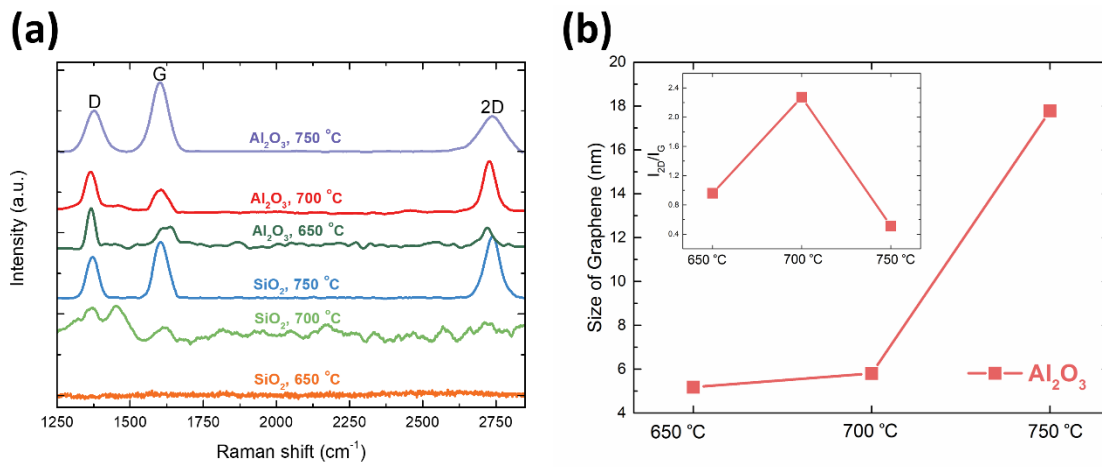 (a)
D
G
2D
Al₂O₃, 750 °C
Al₂O₃, 700 °C
Al₂O₃, 650 °C
SiO₂, 750 °C
SiO₂, 700 °C
SiO₂, 650 °C
Intensity (a.u.)
1250 1500 1750 2000 2250 2500 2750
Raman shift (cm⁻¹)
(b)
20
18
16
14
12
10
8
6
4
Size of Graphene (nm)
650 ℃ 700 ℃ 750 ℃
Al₂O₃
2.4
2.0
1.6
1.2
0.8
0.4
I₂D/IG
650 ℃ 700 ℃ 750 ℃